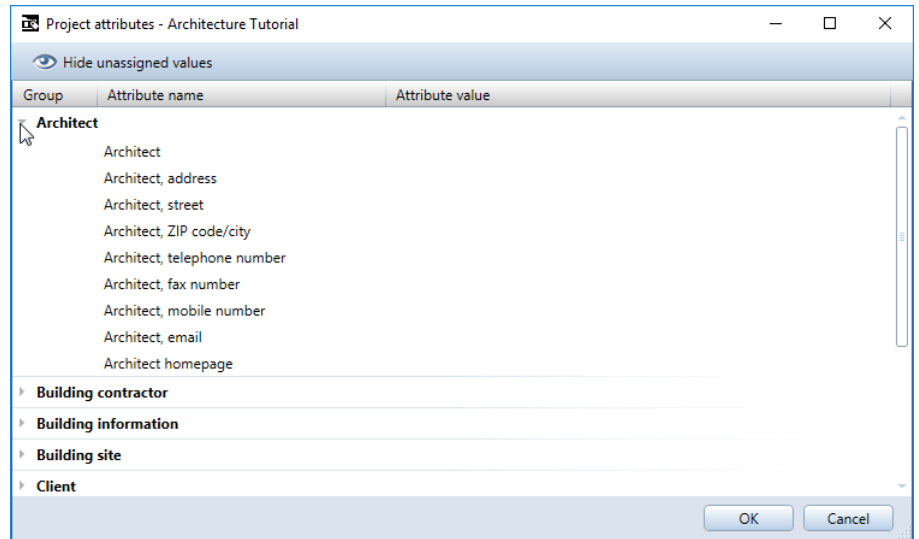 Project attributes - Architecture Tutorial
Hide unassigned values
Group Attribute name Attribute value
Architect
Architect
Architect, address
Architect, street
Architect, ZIP code/city
Architect, telephone number
Architect, fax number
Architect, mobile number
Architect, email
Architect homepage
Building contractor
Building information
Building site
Client
OK Cancel